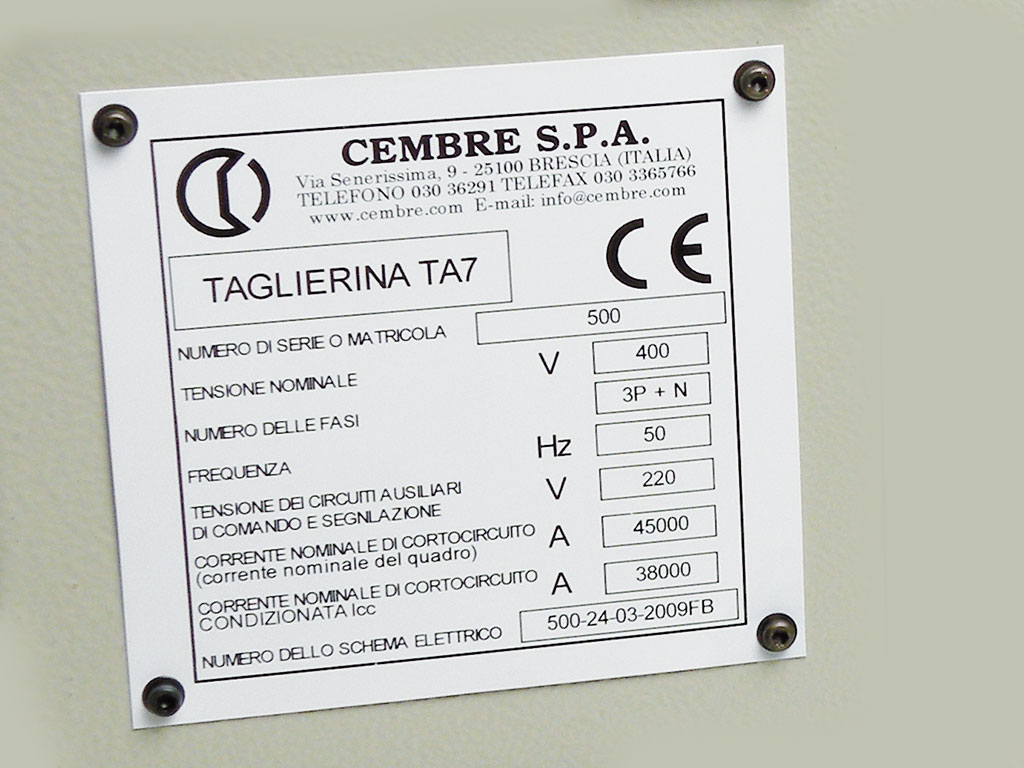 CEMBRE S.P.A.
Via Senerissima, 9 - 25100 BRESCIA (ITALIA)
TELEFONO 030 36291 TELEFAX 030 3365766
www.cembre.com E-mail: info@cembre.com
CE
TAGLIERINA TA7
NUMERO DI SERIE O MATRICOLA 500
TENSIONE NOMINALE V 400
NUMERO DELLE FASI 3P + N
FREQUENZA Hz 50
TENSIONE DEI CIRCUITI AUSILIARI V 220
DI COMANDO E SEGNLAZIONE
CORRENTE NOMINALE DI CORTOCIRCUITO A 45000
(corrente nominale del quadro)
CORRENTE NOMINALE DI CORTOCIRCUITO A 38000
CONDIZIONATA Icc
NUMERO DELLO SCHEMA ELETTRICO 500-24-03-2009FB